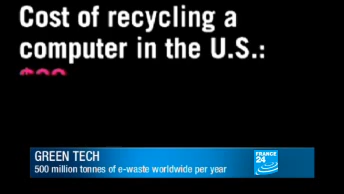 Cost of recycling a
computer in the U.S.:
GREEN TECH
500 million tonnes of e-waste worldwide per year
FRANCE
24